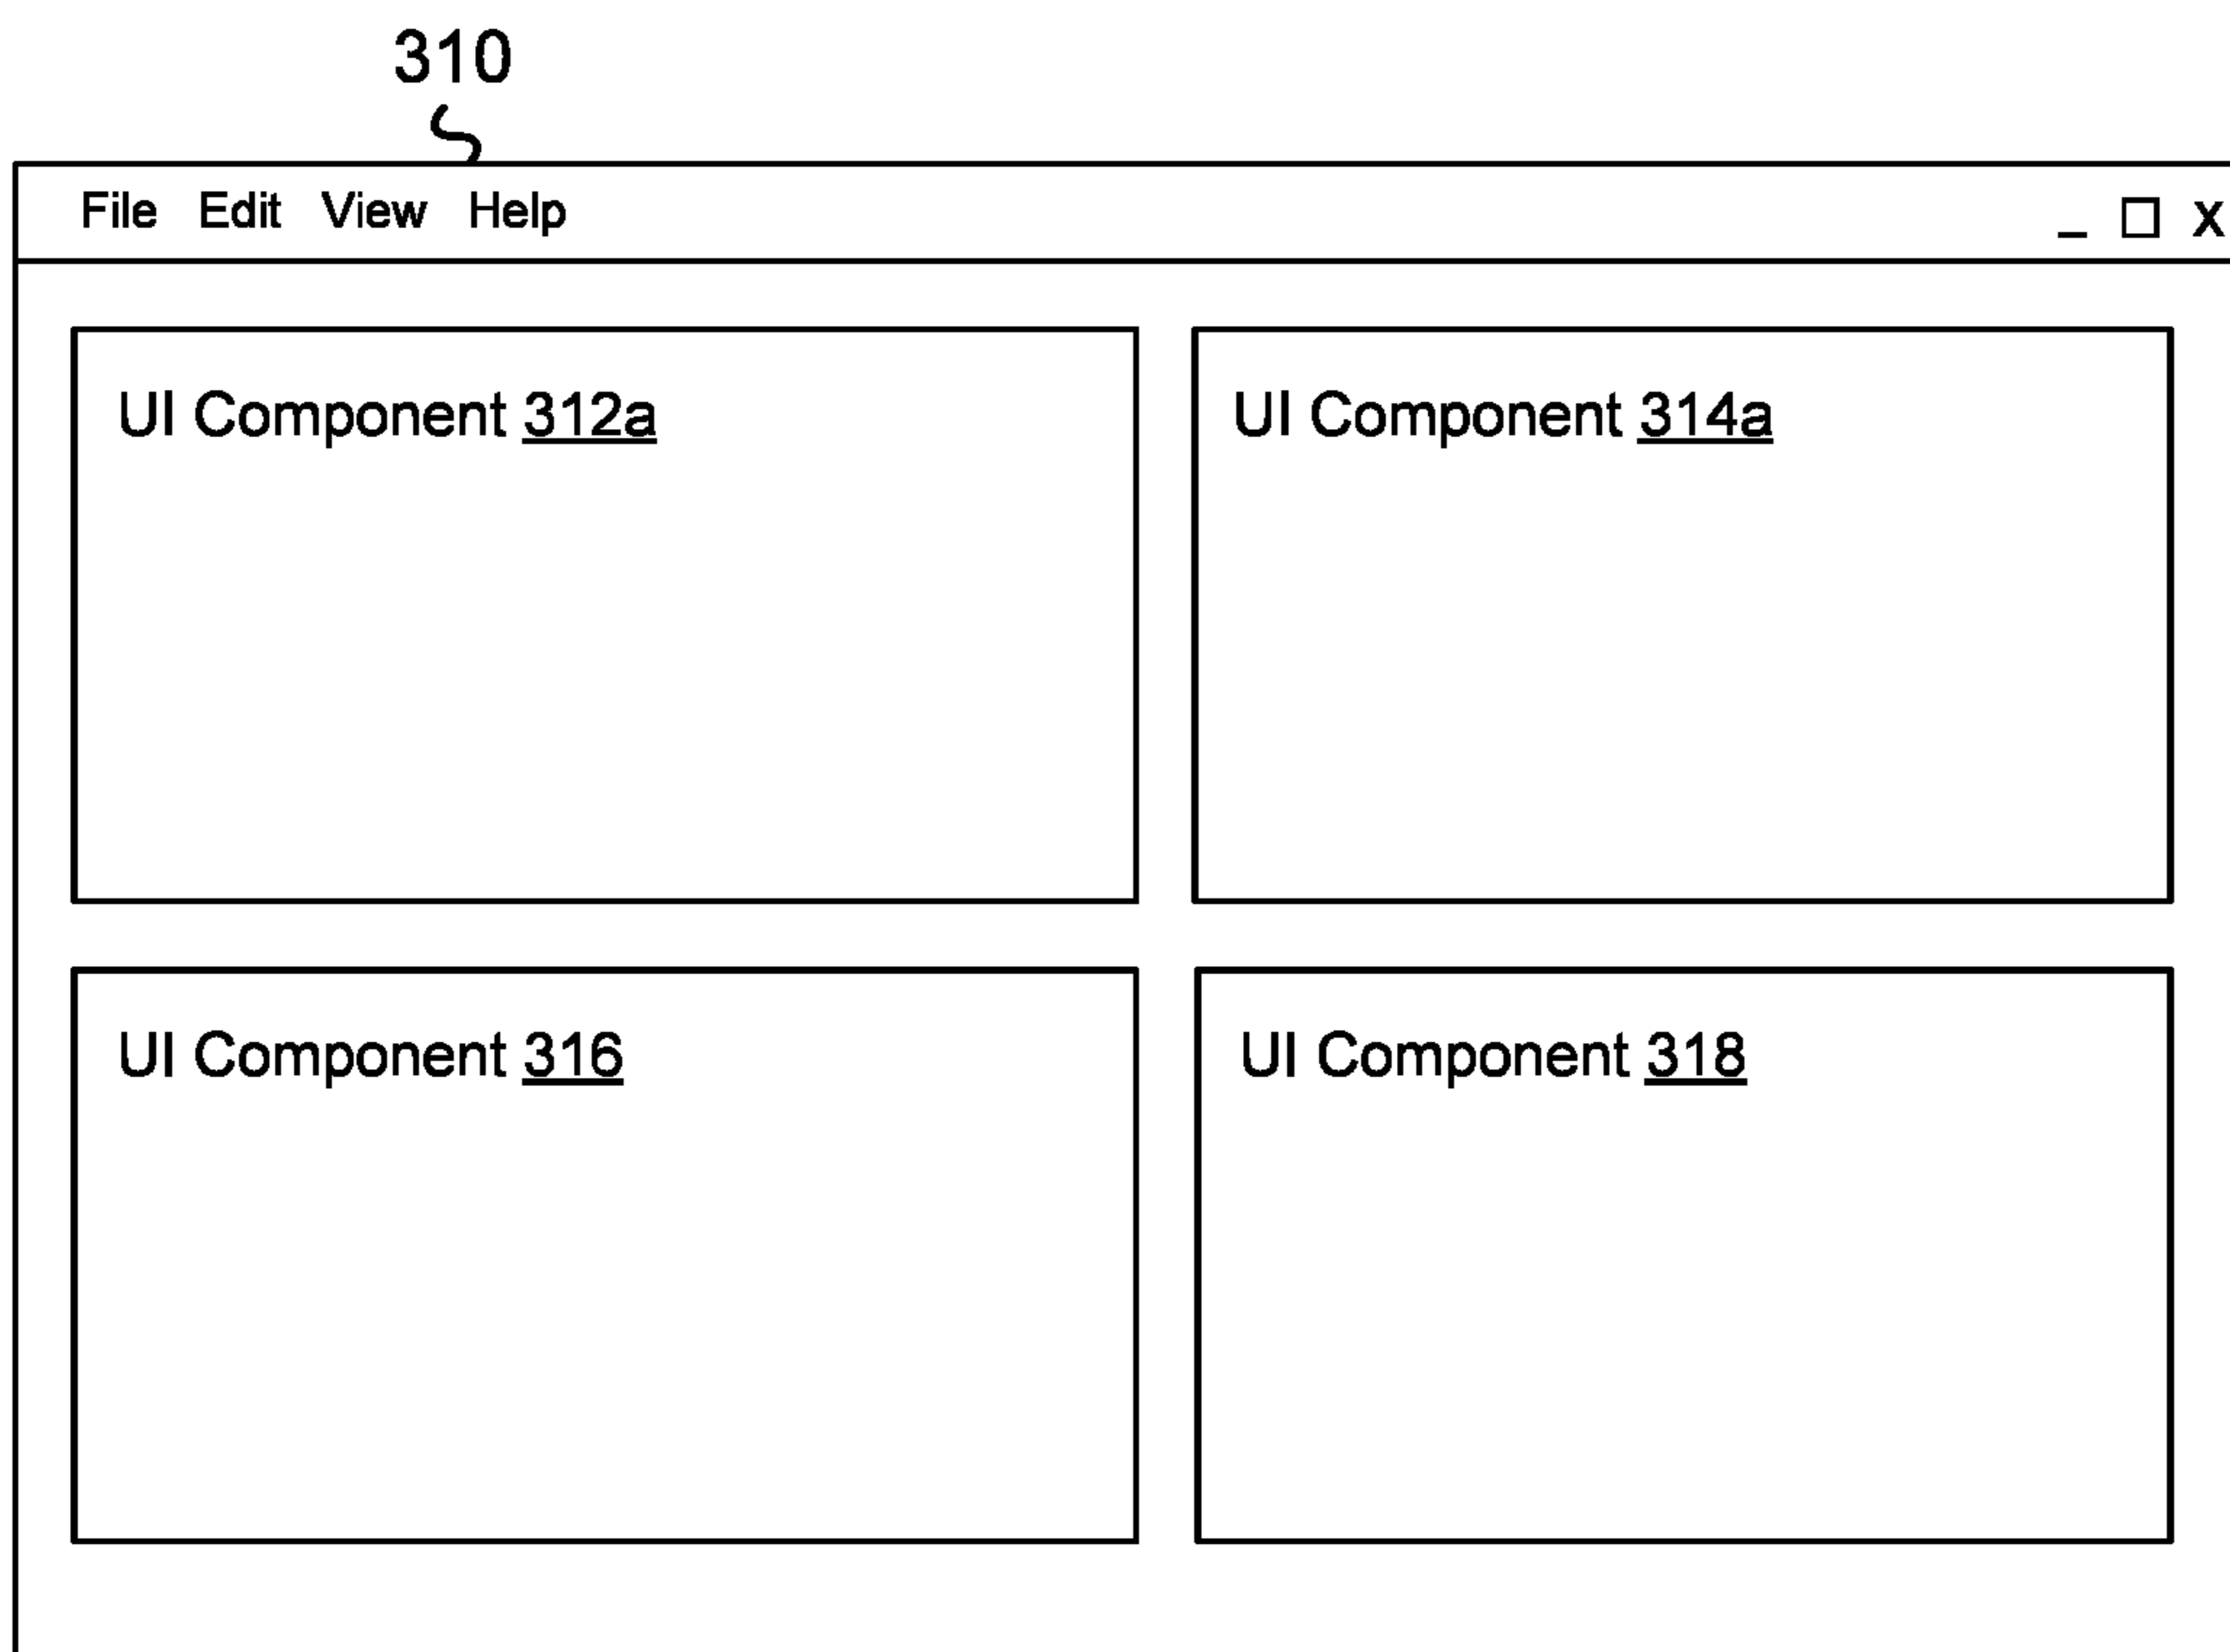 310
File Edit View Help _ □ X
UI Component 312a
UI Component 314a
UI Component 316
UI Component 318